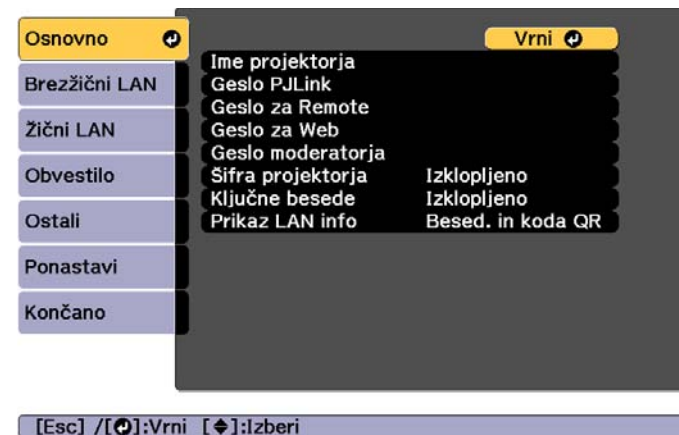 Osnovno
Brezžični LAN
Žični LAN
Obvestilo
Ostali
Ponastavi
Končano
Vrni
Ime projektorja
Geslo PJLink
Geslo za Remote
Geslo za Web
Geslo moderatorja
Šifra projektorja Izklopljeno
Ključne besede Izklopljeno
Prikaz LAN info Besed. in koda QR
[Esc] /[⏎]:Vrni [◆]:Izberi